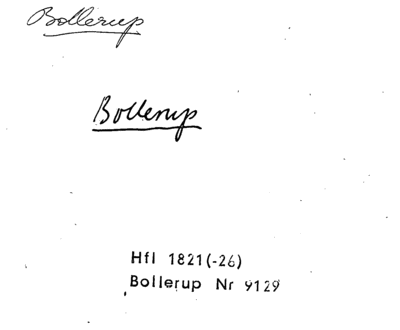 Bollerup
Bollerup
Hfl 1821(-26)
Bollerup Nr 9129